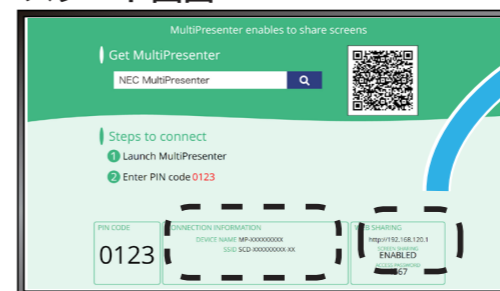 MultiPresenter enables to share screens
Get MultiPresenter
NEC MultiPresenter
Steps to connect
1 Launch MultiPresenter
2 Enter PIN code 0123
PIN CODE
0123
CONNECTION INFORMATION
DEVICE NAME MP-XXXXXXXXX
SSID SCD-XXXXXXXXXX-XX
SHARING
http://192.168.120.1
SCREEN SHARING
ENABLED
ACCESS PASSWORD